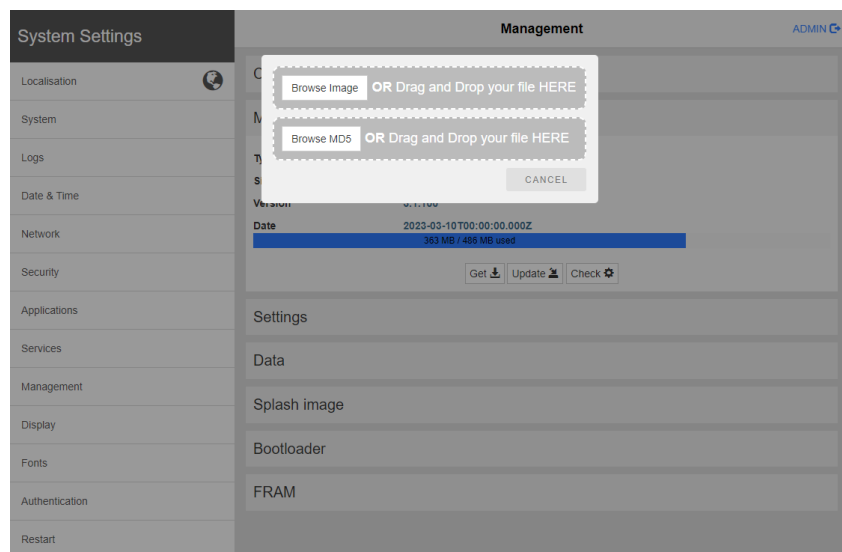 System Settings
Management
ADMIN
Localisation
System
Logs
Date & Time
Network
Security
Applications
Services
Management
Display
Fonts
Authentication
Restart
Browse Image OR Drag and Drop your file HERE
Browse MD5 OR Drag and Drop your file HERE
CANCEL
Version
Date 2023-03-10T00:00:00.000Z
363 MB / 486 MB used
Get Update Check
Settings
Data
Splash image
Bootloader
FRAM